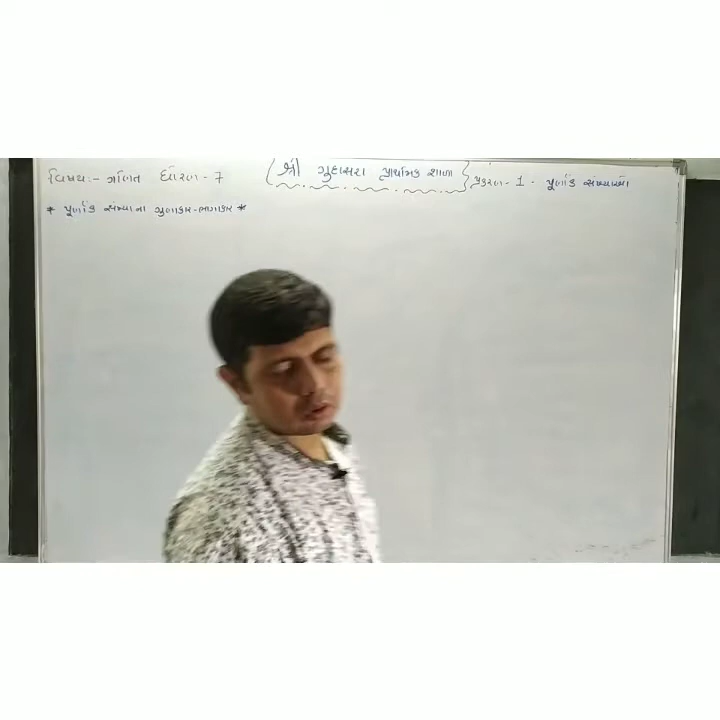 વિષય:- ગણિત ધોરણ - 7 શ્રી ગુદાસરા પ્રાથમિક શાળા પ્રકરણ - 1. પૂર્ણાંક સંખ્યાઓ
* પૂર્ણાંક સંખ્યાના ગુણાકાર-ભાગાકાર *